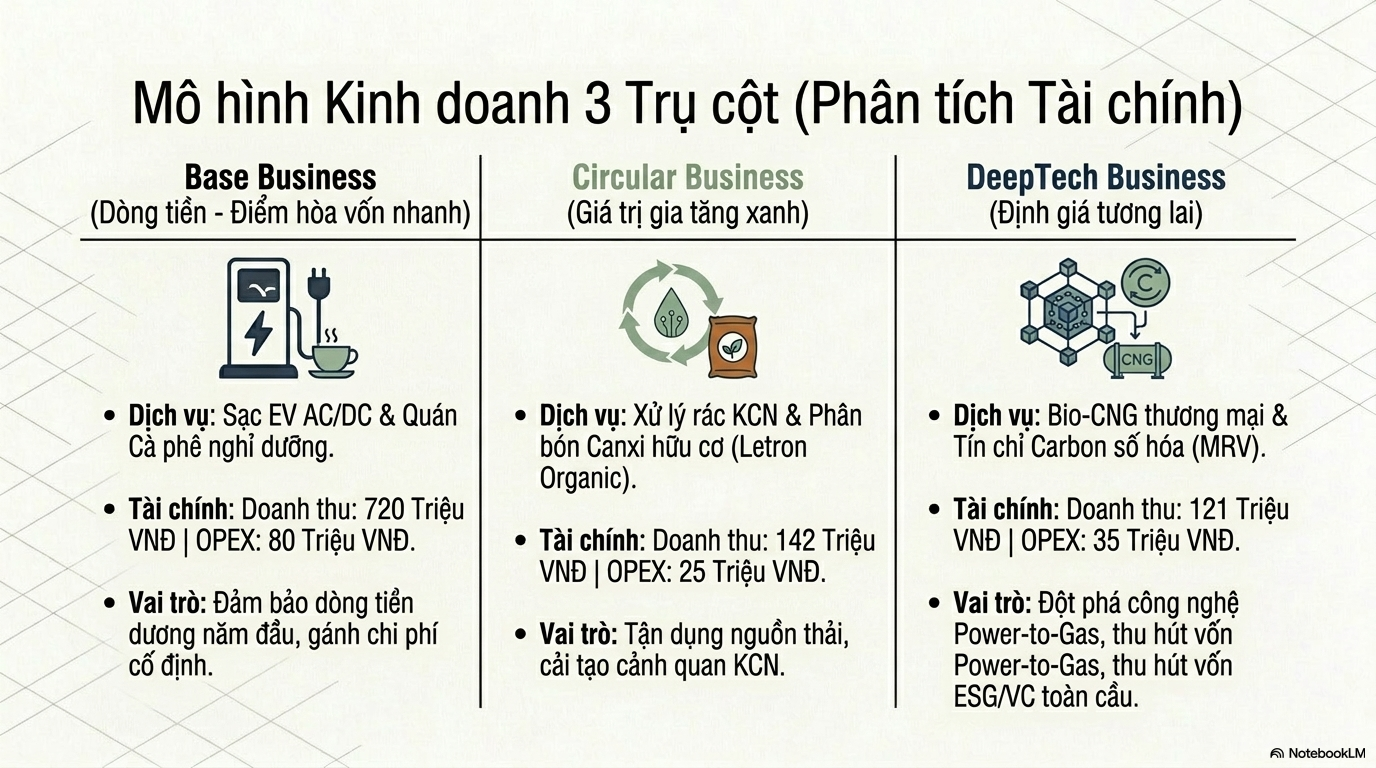 Mô hình Kinh doanh 3 Trụ cột (Phân tích Tài chính)
Base Business
(Dòng tiền - Điểm hòa vốn nhanh)
• Dịch vụ: Sạc EV AC/DC & Quán
Cà phê nghỉ dưỡng.
• Tài chính: Doanh thu: 720 Triệu
VNĐ | OPEX: 80 Triệu VNĐ.
• Vai trò: Đảm bảo dòng tiền
dương năm đầu, gánh chi phí
cố định.
Circular Business
(Giá trị gia tăng xanh)
• Dịch vụ: Xử lý rác KCN & Phân
bón Canxi hữu cơ (Letron
Organic).
• Tài chính: Doanh thu: 142 Triệu
VNĐ | OPEX: 25 Triệu VNĐ.
• Vai trò: Tận dụng nguồn thải,
cải tạo cảnh quan KCN.
DeepTech Business
(Định giá tương lai)
C
CNG
• Dịch vụ: Bio-CNG thương mại &
Tín chỉ Carbon số hóa (MRV).
• Tài chính: Doanh thu: 121 Triệu
VNĐ | OPEX: 35 Triệu VNĐ.
• Vai trò: Đột phá công nghệ
Power-to-Gas, thu hút vốn
Power-to-Gas, thu hút vốn
ESG/VC toàn cầu.
NotebookLM